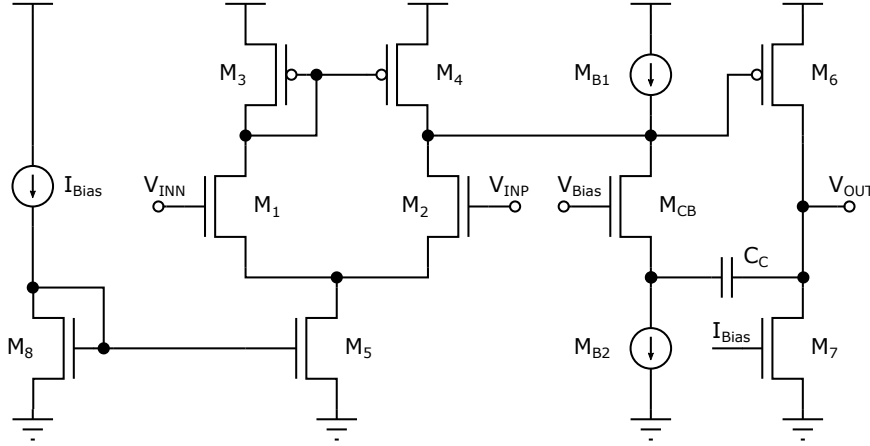 M3
M4
MB1
M6
IBias
VINN
M1
M2
VINP
VBias
MCB
VOUT
CC
M8
M5
MB2
IBias
M7